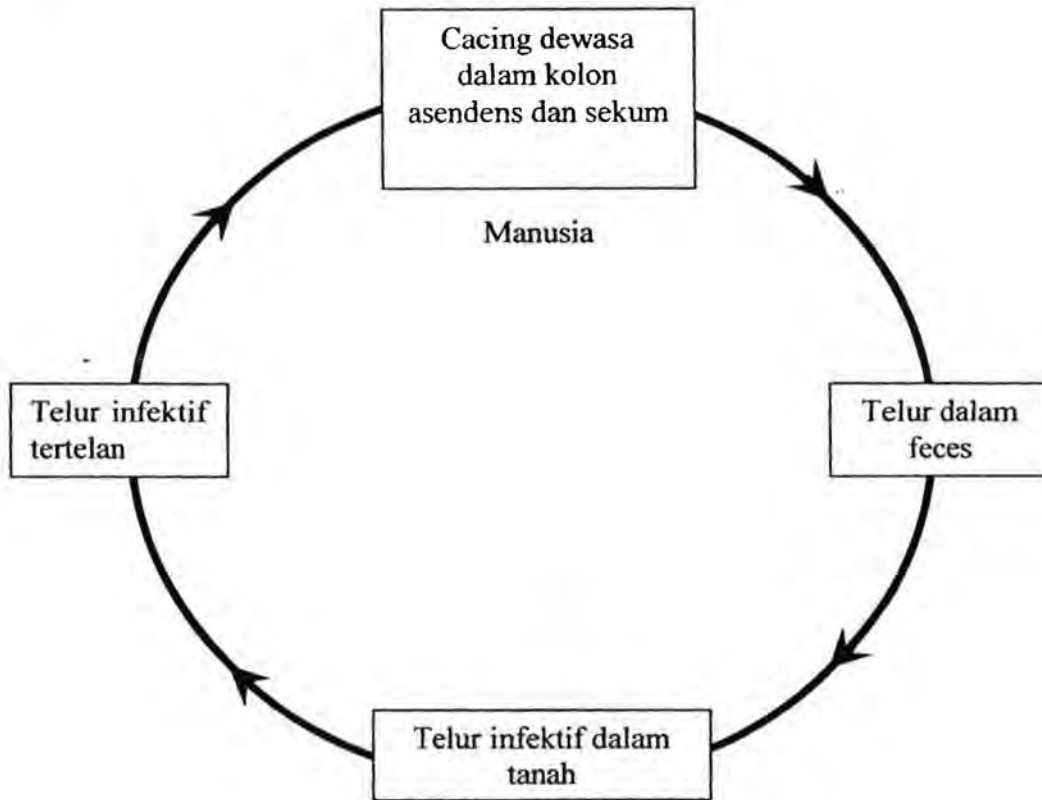 Cacing dewasa
dalam kolon
asendens dan sekum
Manusia
Telur infektif
tertelan
Telur dalam
feces
Telur infektif dalam
tanah